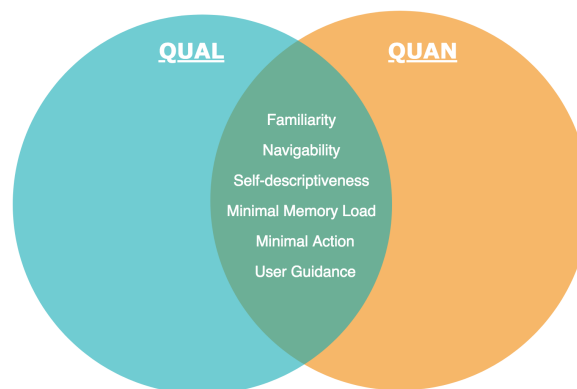 QUAL
QUAN
Familiarity
Navigability
Self-descriptiveness
Minimal Memory Load
Minimal Action
User Guidance